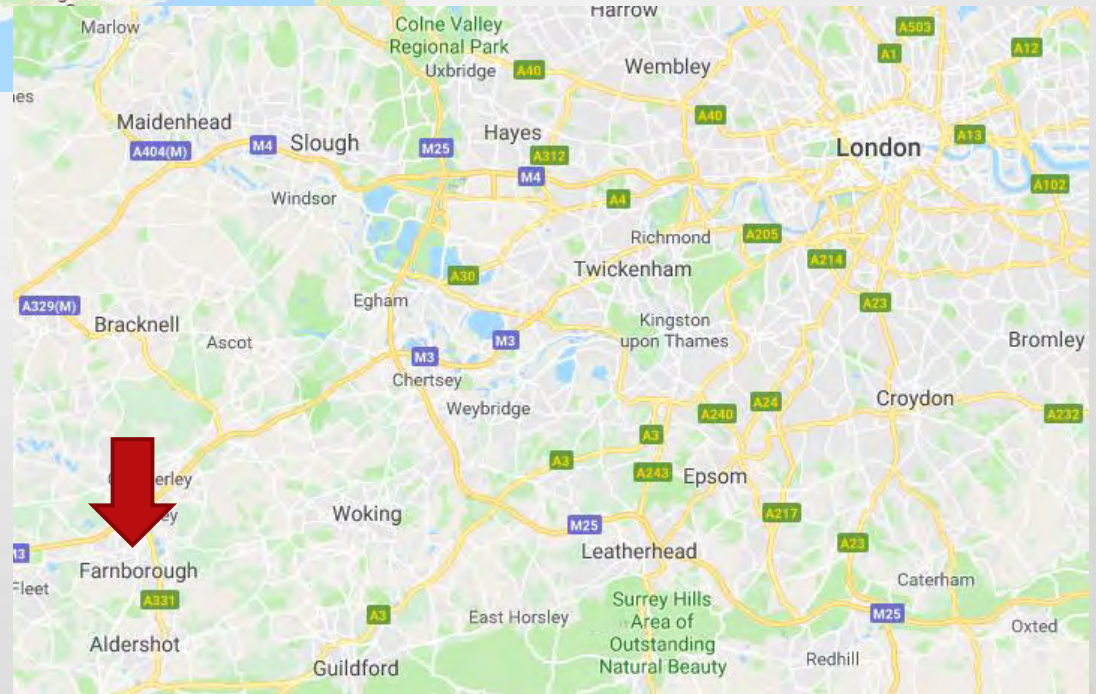 Marlow
Colne Valley
Regional Park
Harrow
A503
A1
A12
Uxbridge
A40
Wembley
A40
Maidenhead
A404(M)
M4
Slough
M25
Hayes
A312
M4
London
A13
A102
Windsor
A4
Richmond
A205
A214
Twickenham
A30
A329(M)
Egham
A23
Bracknell
Ascot
Kingston
upon Thames
Bromley
M3
M3
Chertsey
Weybridge
A240
A24
Croydon
A232
A3
A3
A243
Epsom
Woking
M25
A217
Leatherhead
A23
Farnborough
Fleet
A331
Caterham
Surrey Hills
Area of
Outstanding
Natural Beauty
A3
East Horsley
M25
Oxted
Aldershot
Guildford
Redhill